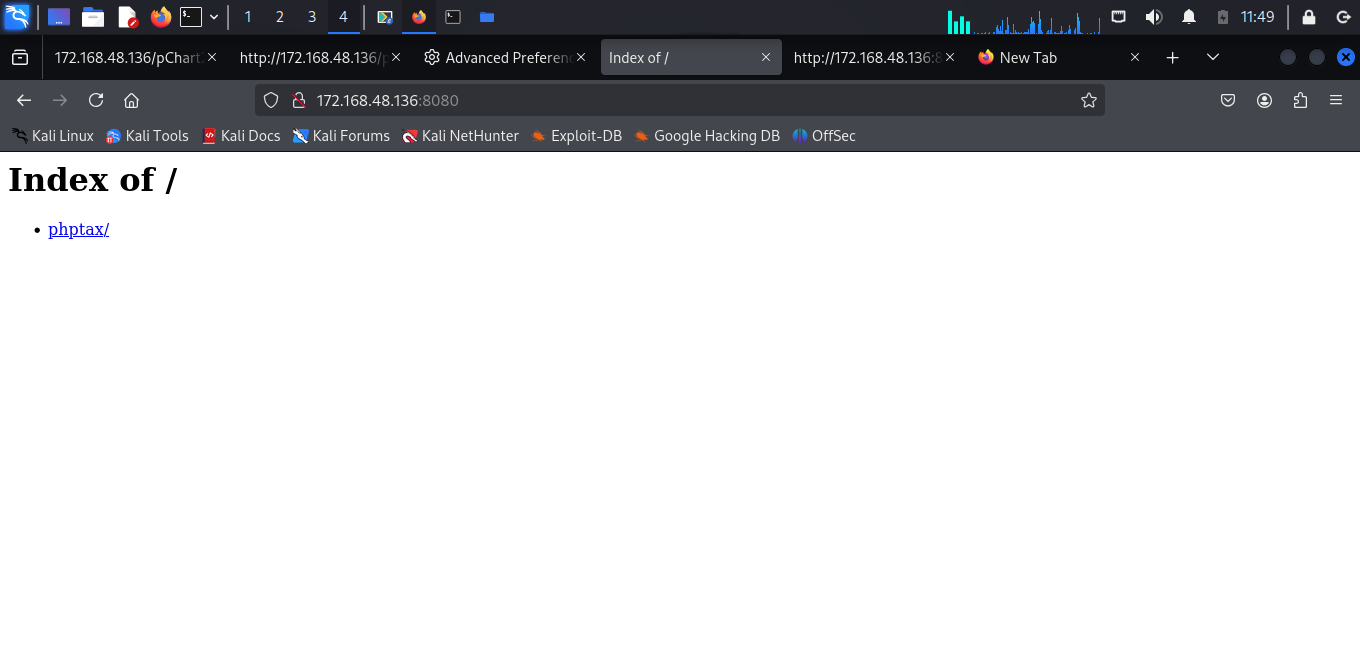 1 2 3 4 11:49
172.168.48.136/pChart2 http://172.168.48.136/p Advanced Preferenc Index of / http://172.168.48.136:8 New Tab
172.168.48.136:8080
Kali Linux Kali Tools Kali Docs Kali Forums Kali NetHunter Exploit-DB Google Hacking DB OffSec
Index of /
• phptax/